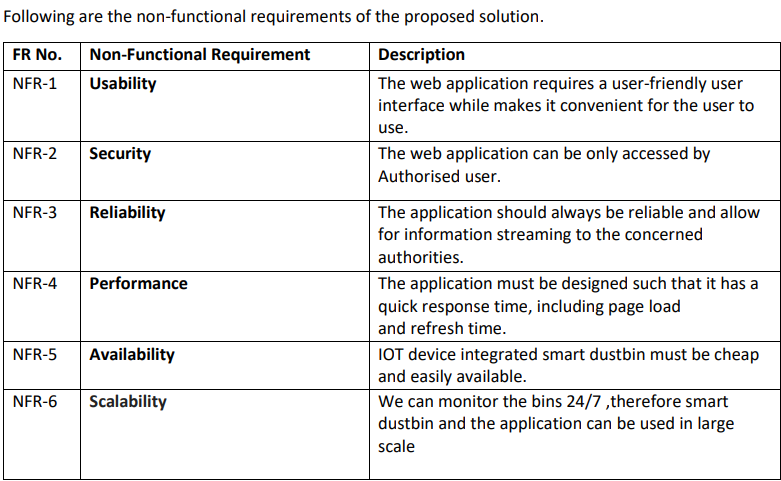 Following are the non-functional requirements of the proposed solution.
FR No. Non-Functional Requirement Description
NFR-1 Usability The web application requires a user-friendly user
interface while makes it convenient for the user to
use.
NFR-2 Security The web application can be only accessed by
Authorised user.
NFR-3 Reliability The application should always be reliable and allow
for information streaming to the concerned
authorities.
NFR-4 Performance The application must be designed such that it has a
quick response time, including page load
and refresh time.
NFR-5 Availability IOT device integrated smart dustbin must be cheap
and easily available.
NFR-6 Scalability We can monitor the bins 24/7 ,therefore smart
dustbin and the application can be used in large
scale